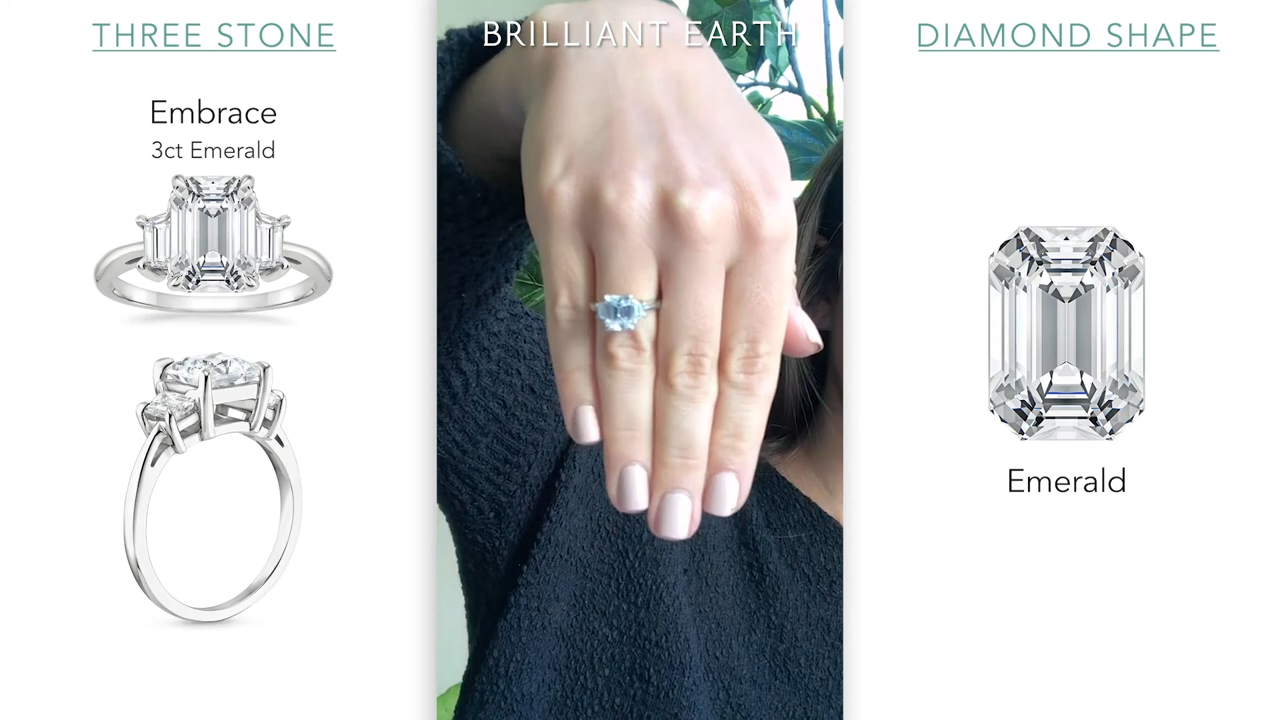 THREE STONE
Embrace
3ct Emerald
BRILLIANT EARTH
DIAMOND SHAPE
Emerald